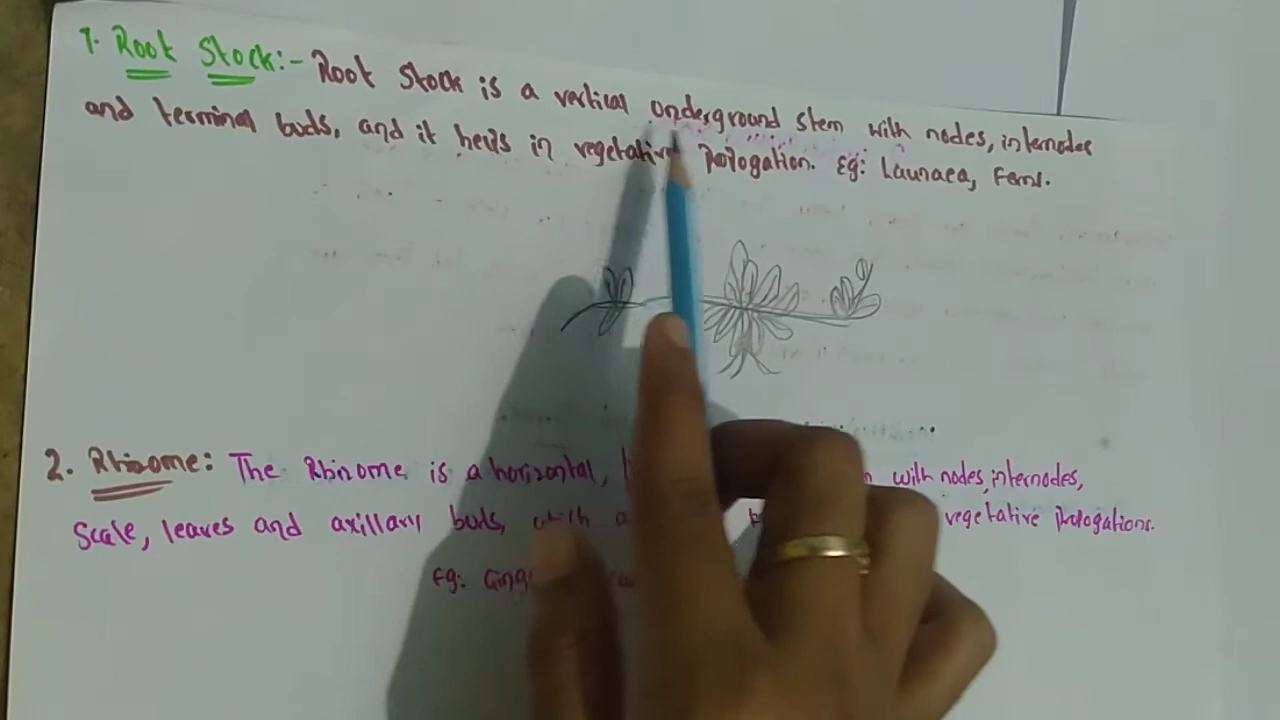 1. Root Stock:- Root Stock is a vertical Underground Stem with nodes, internodes
and terminal buds, and it helps in vegetative Propogation. Eg: Launaea, Ferns.
2. Rhizome: The Rhizome is a horizontal, with nodes, internodes,
Scale, leaves and axillary buds, which vegetative Propogations.
Eg: